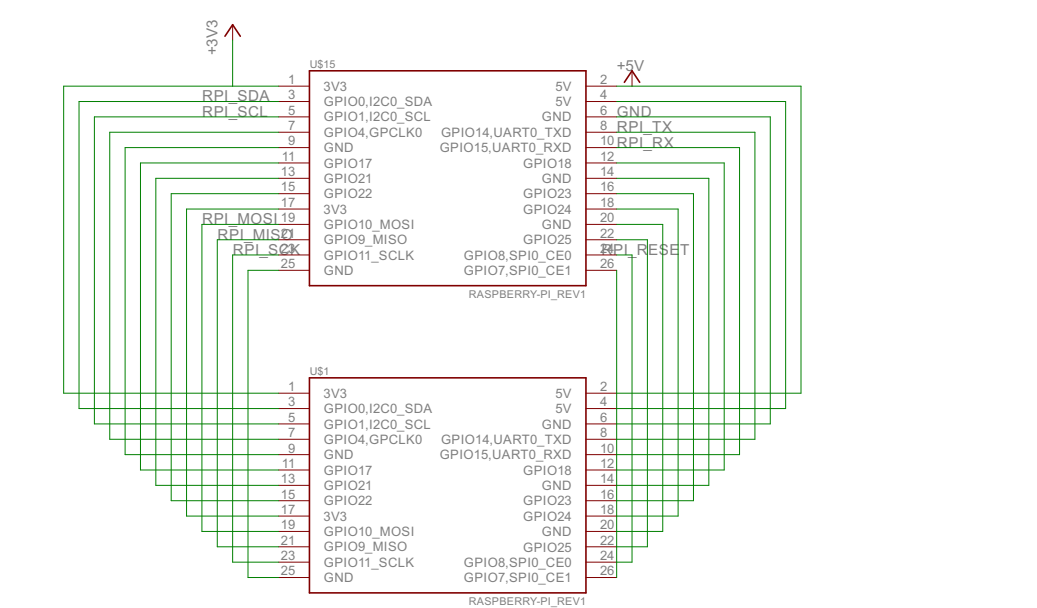 +3V3
U$15
+5V
1 3V3 5V 2
RPI_SDA 3 GPIO0,I2C0_SDA 5V 4
RPI_SCL 5 GPIO1,I2C0_SCL GND 6 GND
7 GPIO4,GPCLK0 GPIO14,UART0_TXD 8 RPI_TX
9 GND GPIO15,UART0_RXD 10 RPI_RX
11 GPIO17 GPIO18 12
13 GPIO21 GND 14
15 GPIO22 GPIO23 16
17 3V3 GPIO24 18
RPI_MOSI 19 GPIO10_MOSI GND 20
RPI_MISO 21 GPIO9_MISO GPIO25 22
RPI_SCK 23 GPIO11_SCLK GPIO8,SPI0_CE0 24 RPI_RESET
25 GND GPIO7,SPI0_CE1 26
RASPBERRY-PI_REV1
U$1
1 3V3 5V 2
3 GPIO0,I2C0_SDA 5V 4
5 GPIO1,I2C0_SCL GND 6
7 GPIO4,GPCLK0 GPIO14,UART0_TXD 8
9 GND GPIO15,UART0_RXD 10
11 GPIO17 GPIO18 12
13 GPIO21 GND 14
15 GPIO22 GPIO23 16
17 3V3 GPIO24 18
19 GPIO10_MOSI GND 20
21 GPIO9_MISO GPIO25 22
23 GPIO11_SCLK GPIO8,SPI0_CE0 24
25 GND GPIO7,SPI0_CE1 26
RASPBERRY-PI_REV1